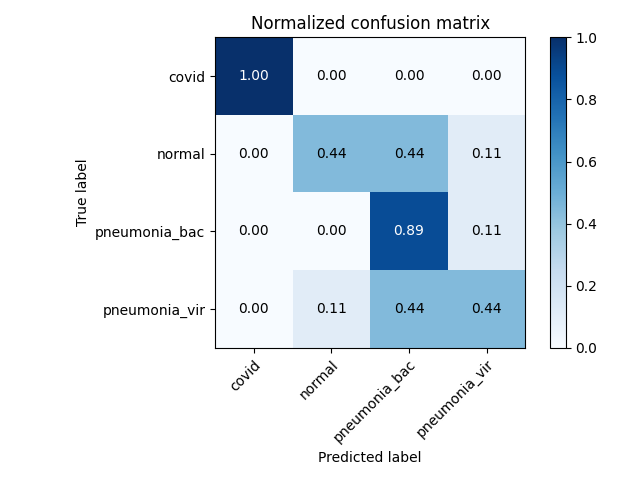 Normalized confusion matrix
covid 1.00 0.00 0.00 0.00
normal 0.00 0.44 0.44 0.11
pneumonia_bac 0.00 0.00 0.89 0.11
pneumonia_vir 0.00 0.11 0.44 0.44
covid normal pneumonia_bac pneumonia_vir
True label
Predicted label
1.0
0.8
0.6
0.4
0.2
0.0